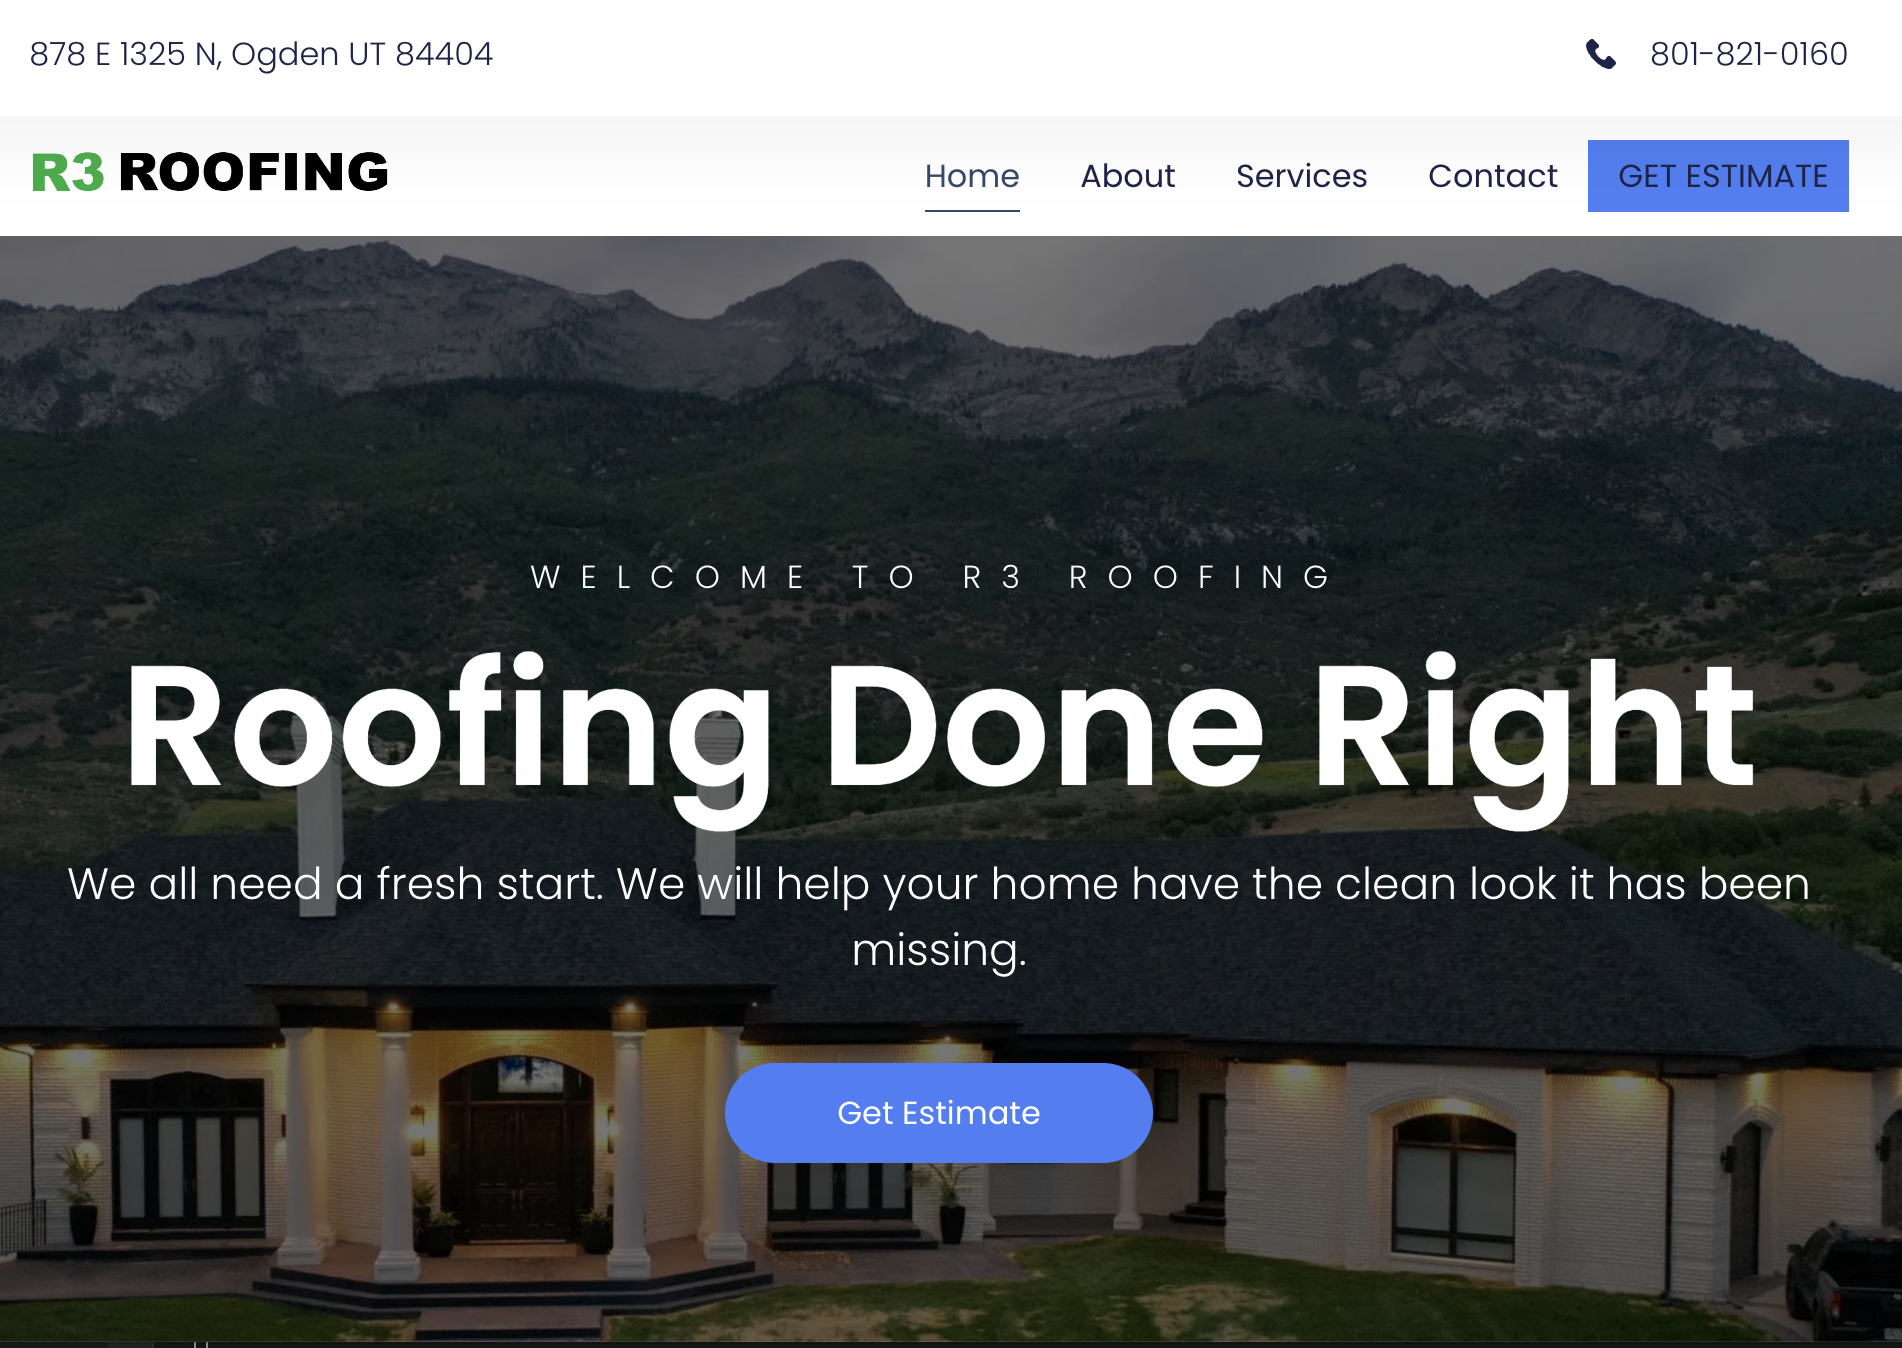 878 E 1325 N, Ogden UT 84404
801-821-0160
R3 ROOFING
Home
About
Services
Contact
GET ESTIMATE
WELCOME TO R3 ROOFING
Roofing Done Right
We all need a fresh start. We will help your home have the clean look it has been
missing.
Get Estimate